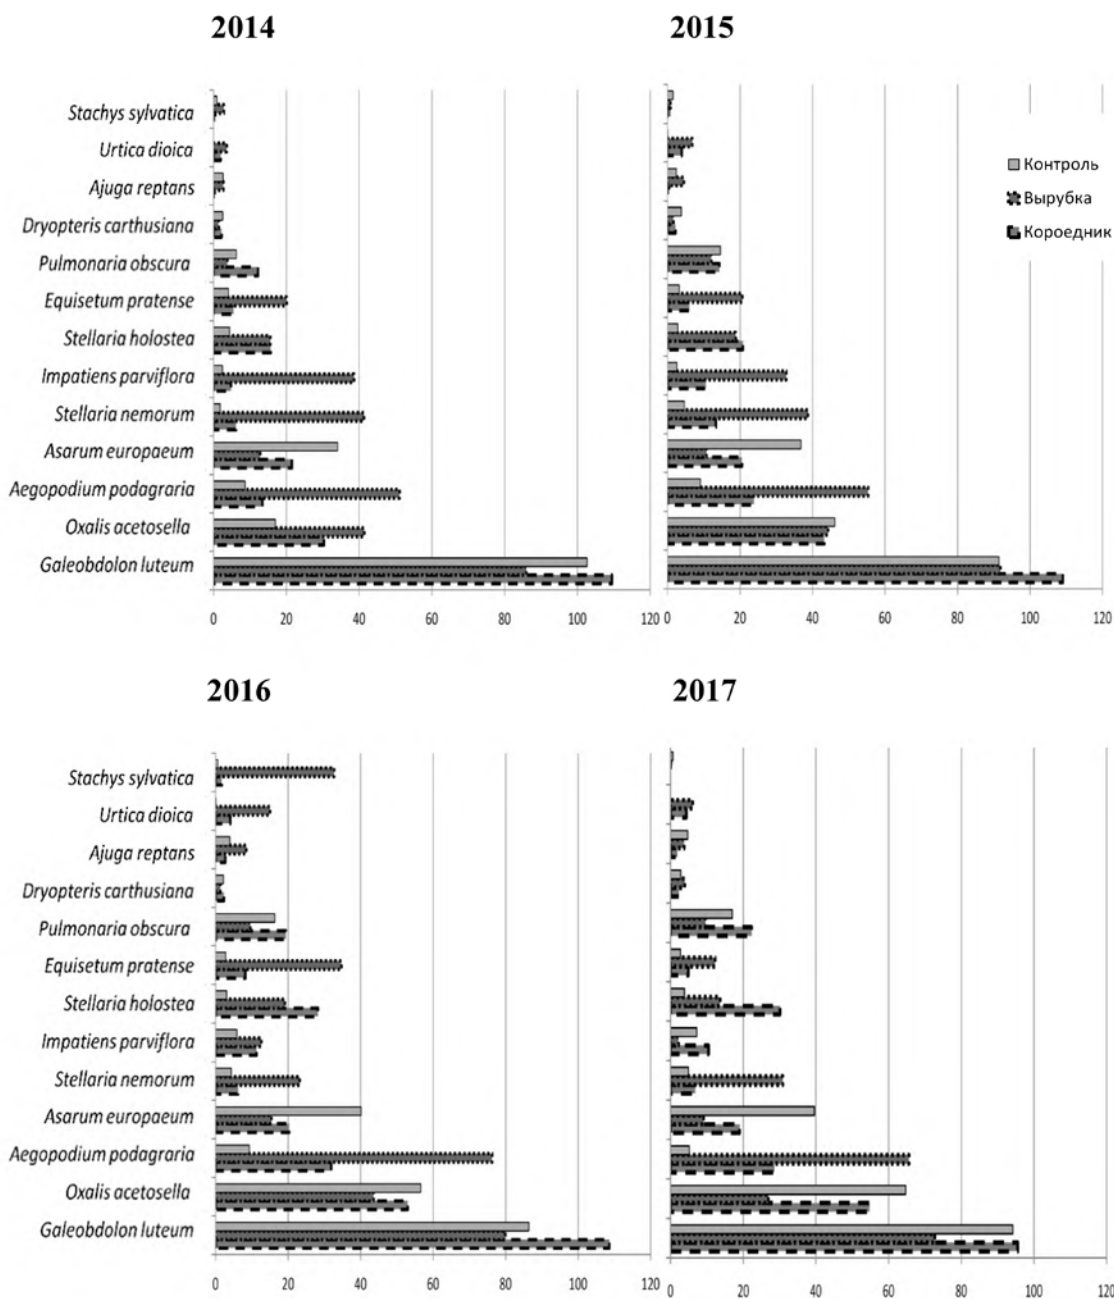 2014
2015
Stachys sylvatica
Urtica dioica
Ajuga reptans
Dryopteris carthusiana
Pulmonaria obscura
Equisetum pratense
Stellaria holostea
Impatiens parviflora
Stellaria nemorum
Asarum europaeum
Aegopodium podagraria
Oxalis acetosella
Galeobdolon luteum
0 20 40 60 80 100 120
Контроль
Вырубка
Короедник
0 20 40 60 80 100 120
2016
2017
Stachys sylvatica
Urtica dioica
Ajuga reptans
Dryopteris carthusiana
Pulmonaria obscura
Equisetum pratense
Stellaria holostea
Impatiens parviflora
Stellaria nemorum
Asarum europaeum
Aegopodium podagraria
Oxalis acetosella
Galeobdolon luteum
0 20 40 60 80 100 120
0 20 40 60 80 100 120